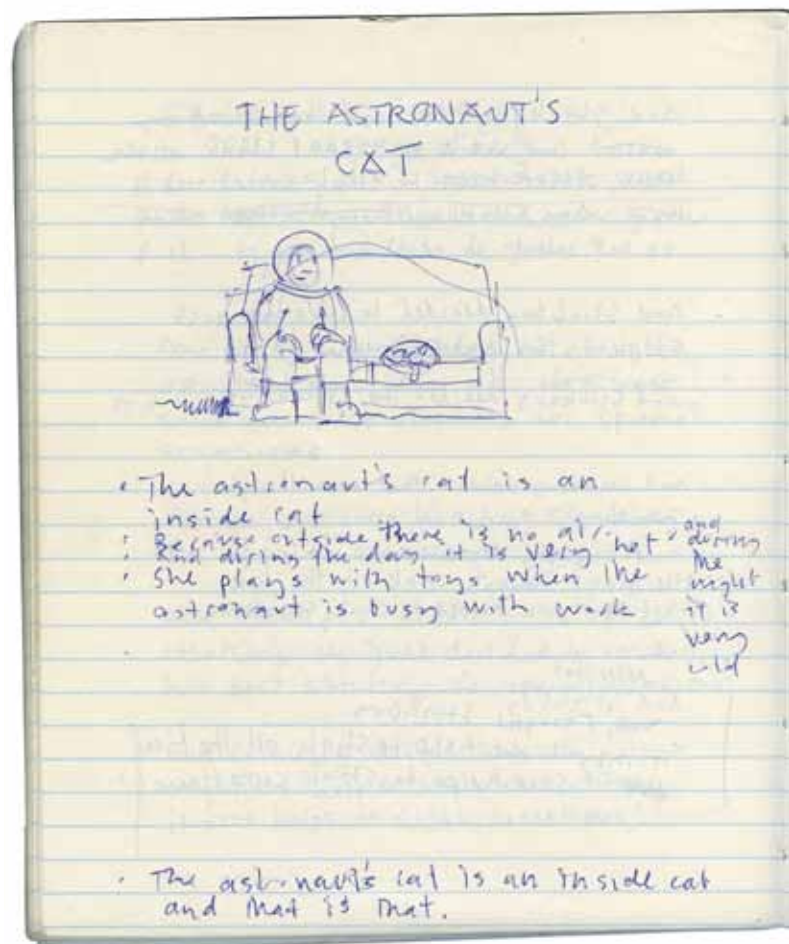 THE ASTRONAUT'S
CAT
• The astronaut's cat is an
inside cat
• Because outside there is no air.
• And during the day it is very hot
and
during
the
night
it is
very
cold
• She plays with toys when the
astronaut is busy with work
• The astronaut's cat is an inside cat
and that is that.